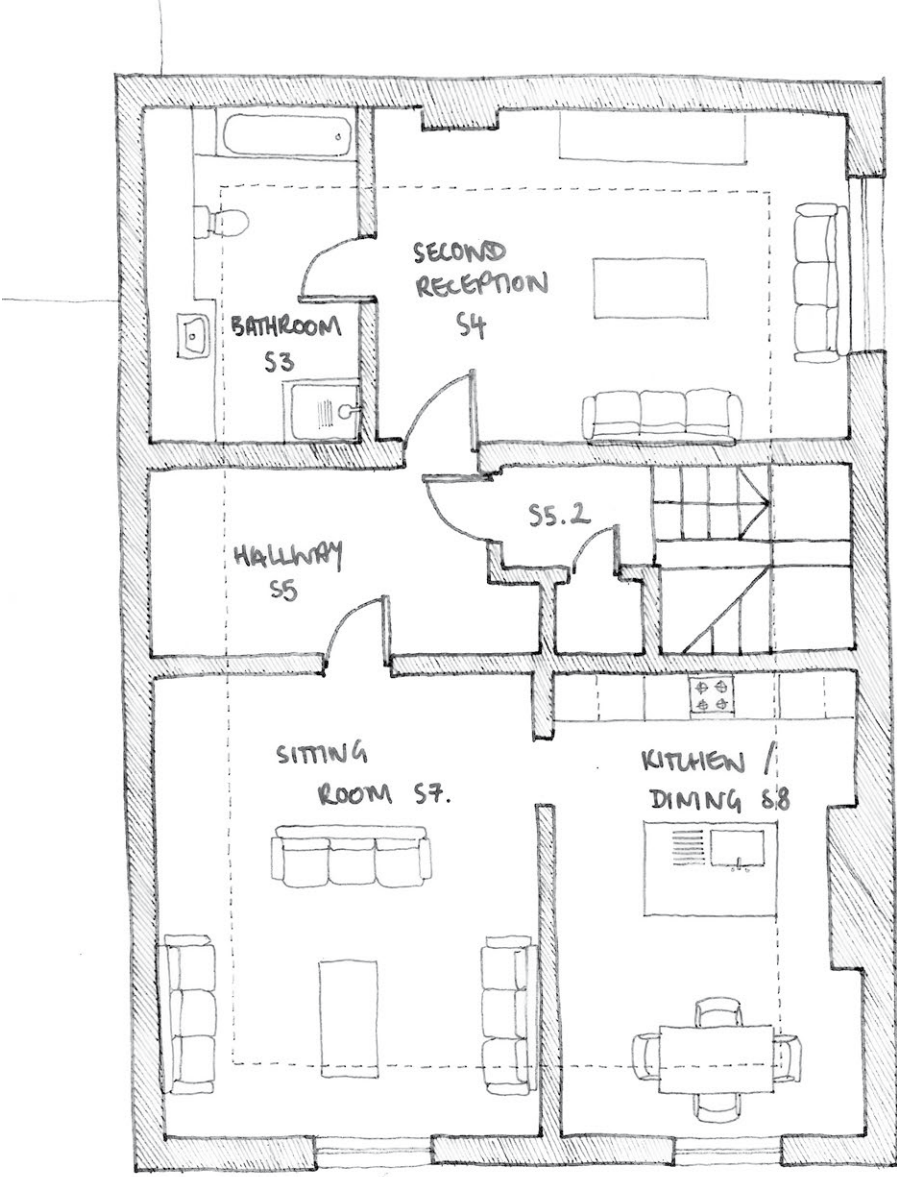 SECOND
RECEPTION
S4
BATHROOM
S3
S5.2
HALLWAY
S5
SITTING
ROOM S7.
KITCHEN /
DINING S8